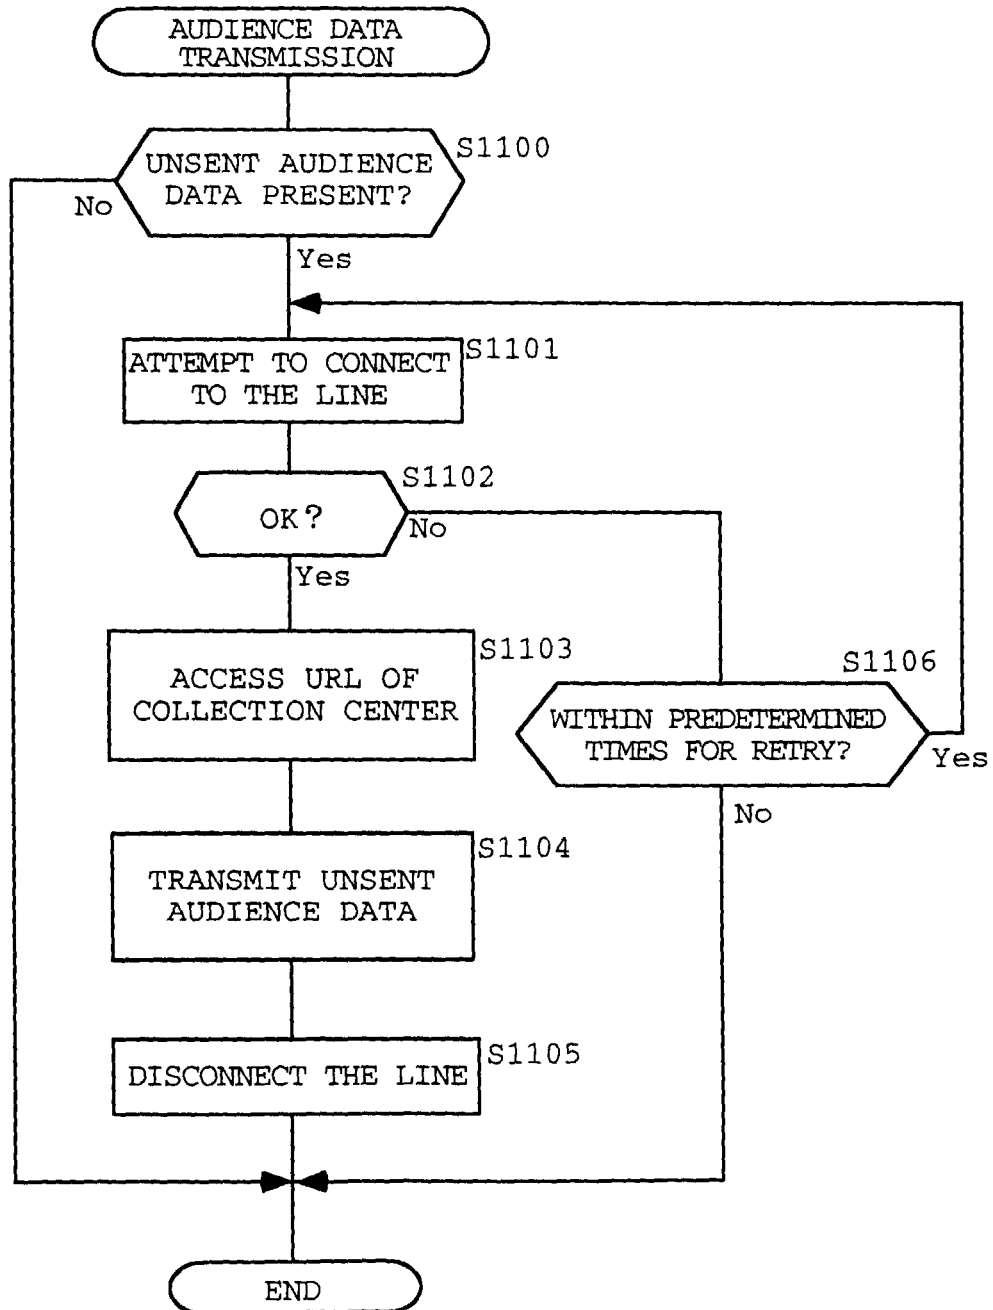 AUDIENCE DATA
TRANSMISSION
S1100
UNSENT AUDIENCE
DATA PRESENT?
No
Yes
S1101
ATTEMPT TO CONNECT
TO THE LINE
S1102
OK?
No
Yes
S1103
ACCESS URL OF
COLLECTION CENTER
S1106
WITHIN PREDETERMINED
TIMES FOR RETRY?
Yes
No
S1104
TRANSMIT UNSENT
AUDIENCE DATA
S1105
DISCONNECT THE LINE
END